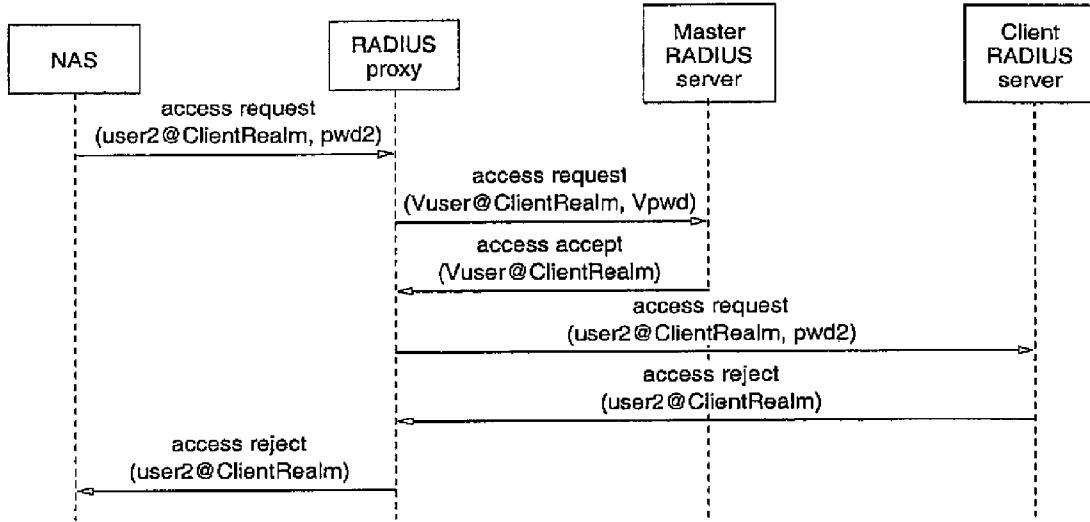 NAS
RADIUS
proxy
Master
RADIUS
server
Client
RADIUS
server
access request
(user2@ClientRealm, pwd2)
access request
(Vuser@ClientRealm, Vpwd)
access accept
(Vuser@ClientRealm)
access request
(user2@ClientRealm, pwd2)
access reject
(user2@ClientRealm)
access reject
(user2@ClientRealm)